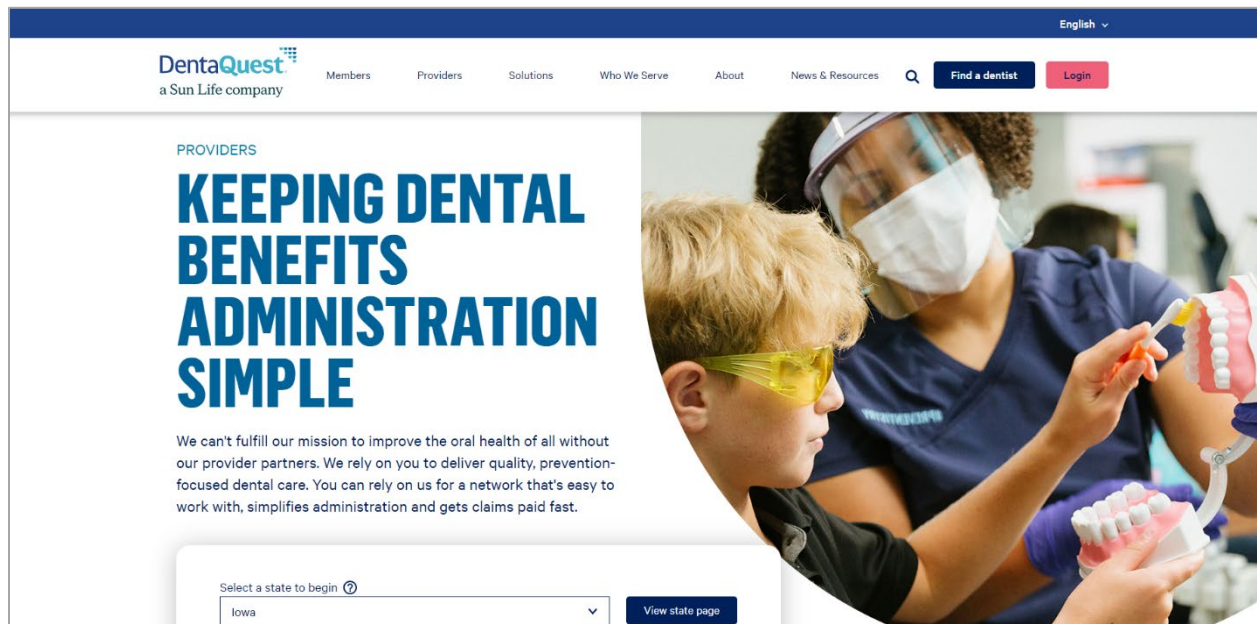 English
DentaQuest
a Sun Life company
Members Providers Solutions Who We Serve About News & Resources Find a dentist Login
PROVIDERS
KEEPING DENTAL
BENEFITS
ADMINISTRATION
SIMPLE
We can't fulfill our mission to improve the oral health of all without
our provider partners. We rely on you to deliver quality, prevention-
focused dental care. You can rely on us for a network that's easy to
work with, simplifies administration and gets claims paid fast.
Select a state to begin
Iowa
View state page